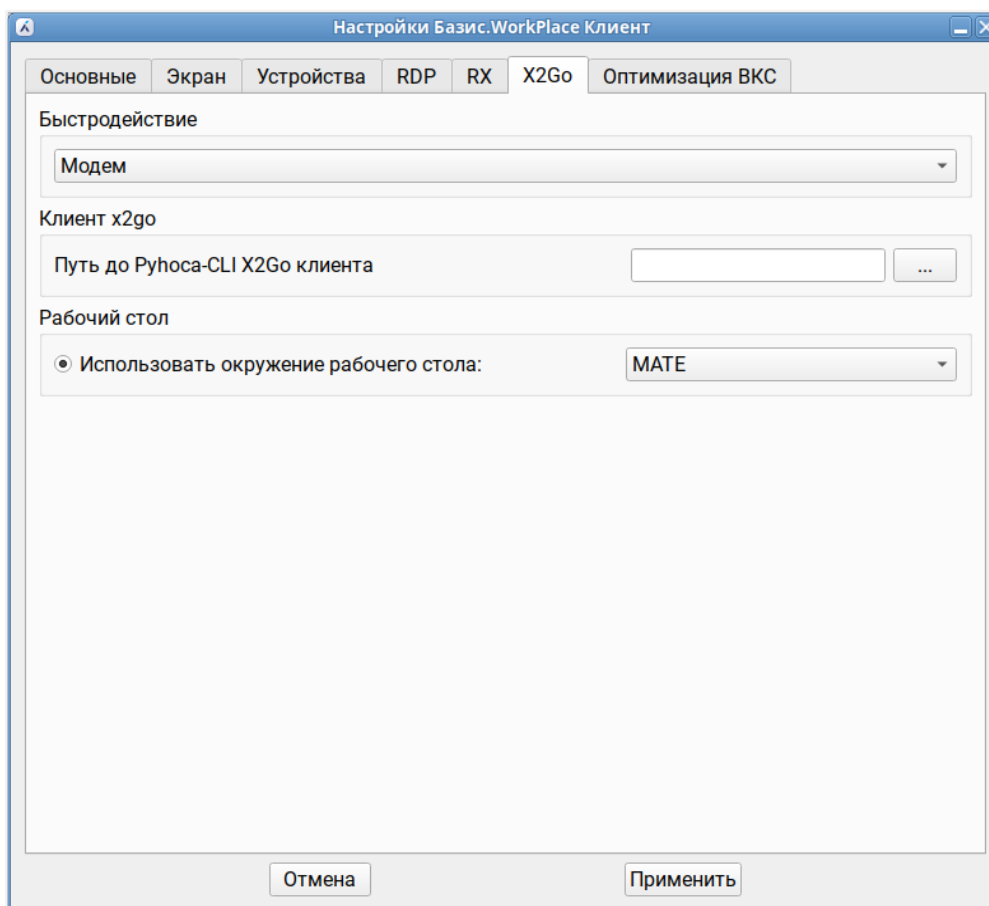 Настройки Базис.WorkPlace Клиент
Основные Экран Устройства RDP RX X2Go Оптимизация ВКС
Быстродействие
Модем
Клиент x2go
Путь до Pyhoca-CLI X2Go клиента ...
Рабочий стол
Использовать окружение рабочего стола: MATE
Отмена Применить